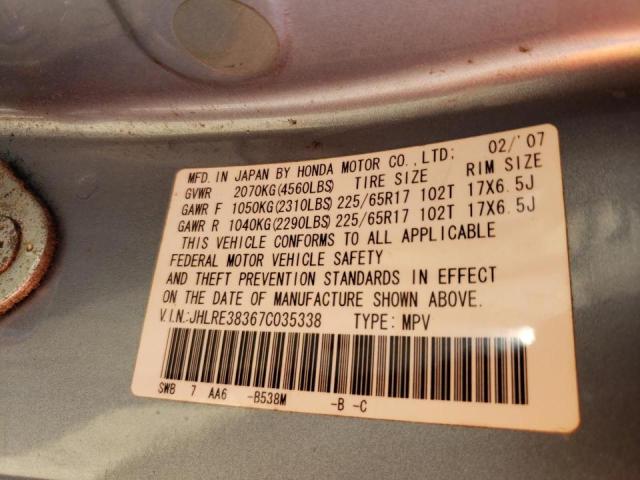 MFD. IN JAPAN BY HONDA MOTOR CO., LTD; 02/'07
GVWR 2070KG(4560LBS) TIRE SIZE RIM SIZE
GAWR F 1050KG(2310LBS) 225/65R17 102T 17X6.5J
GAWR R 1040KG(2290LBS) 225/65R17 102T 17X6.5J
THIS VEHICLE CONFORMS TO ALL APPLICABLE
FEDERAL MOTOR VEHICLE SAFETY
AND THEFT PREVENTION STANDARDS IN EFFECT
ON THE DATE OF MANUFACTURE SHOWN ABOVE.
V.I.N.:JHLRE38367C035338 TYPE: MPV
SWB 7 AA6 -B538M -B -C